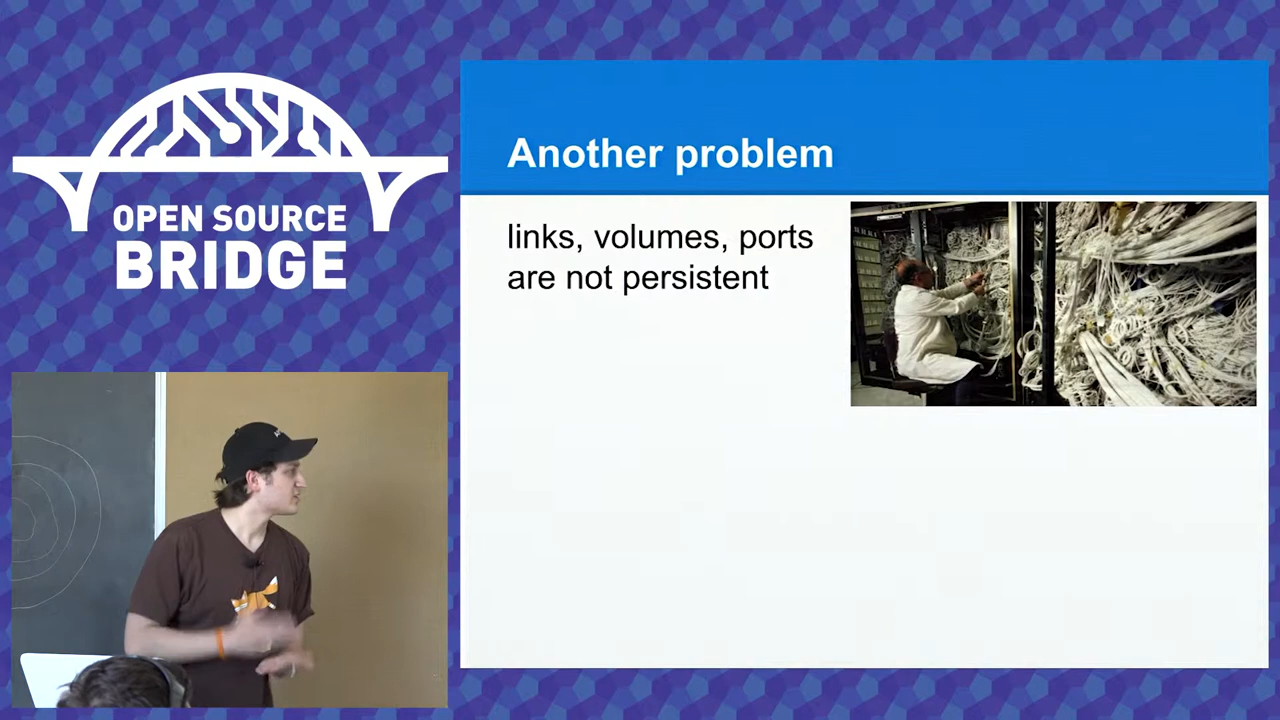 OPEN SOURCE
BRIDGE
Another problem
links, volumes, ports
are not persistent